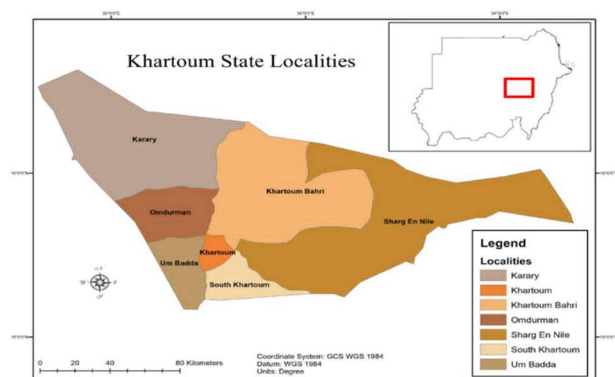 Khartoum State Localities
Karary
Khartoum Bahri
Omdurman
Sharg En Nile
Khartoum
Um Badda
South Khartoum
Legend
Localities
Karary
Khartoum
Khartoum Bahri
Omdurman
Sharg En Nile
South Khartoum
Um Badda
0 20 40 80 Kilometers
Coordinate System: GCS WGS 1984
Datum: WGS 1984
Units: Degree